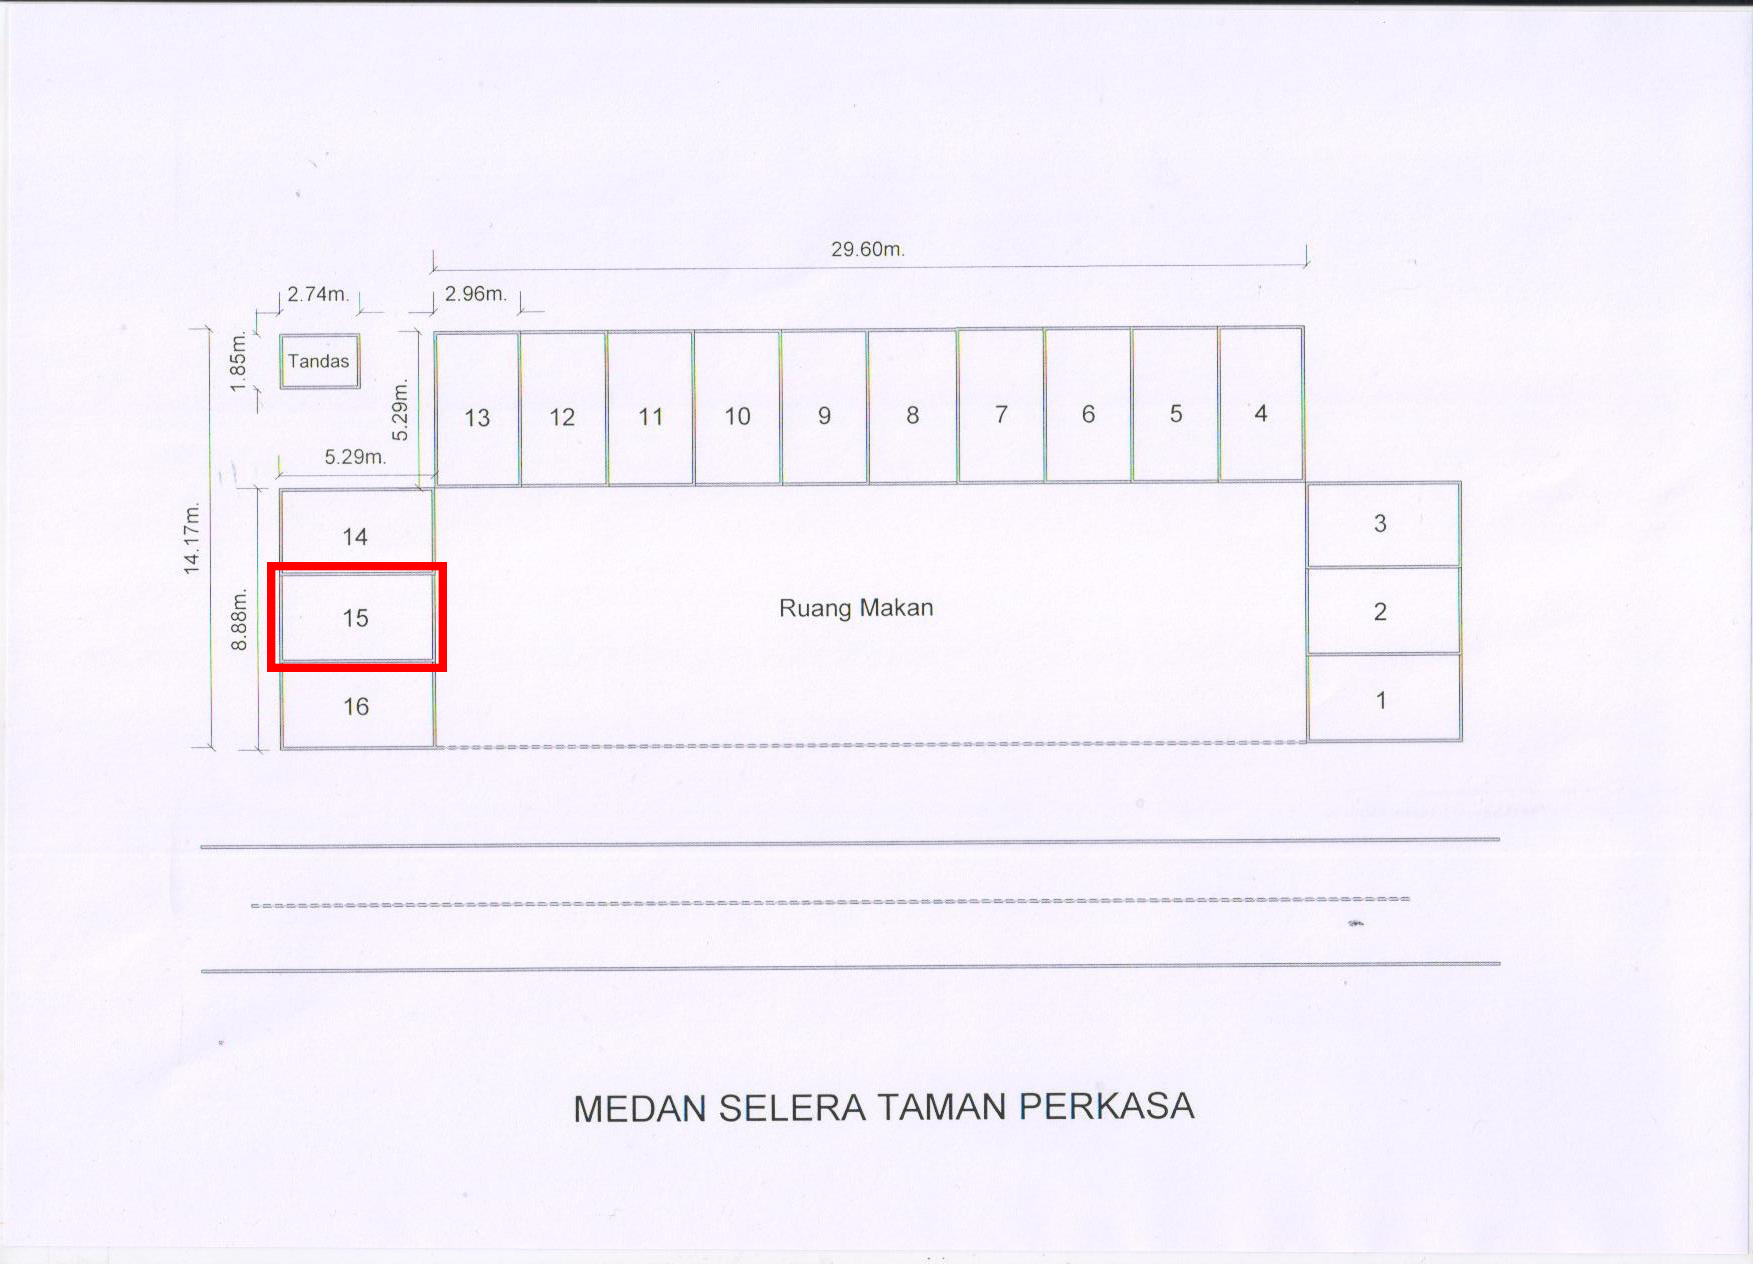 29.60m.
2.74m.
2.96m.
1.85m.
Tandas
5.29m.
13 12 11 10 9 8 7 6 5 4
5.29m.
14.17m.
8.88m.
14
15
16
Ruang Makan
3
2
1
MEDAN SELERA TAMAN PERKASA